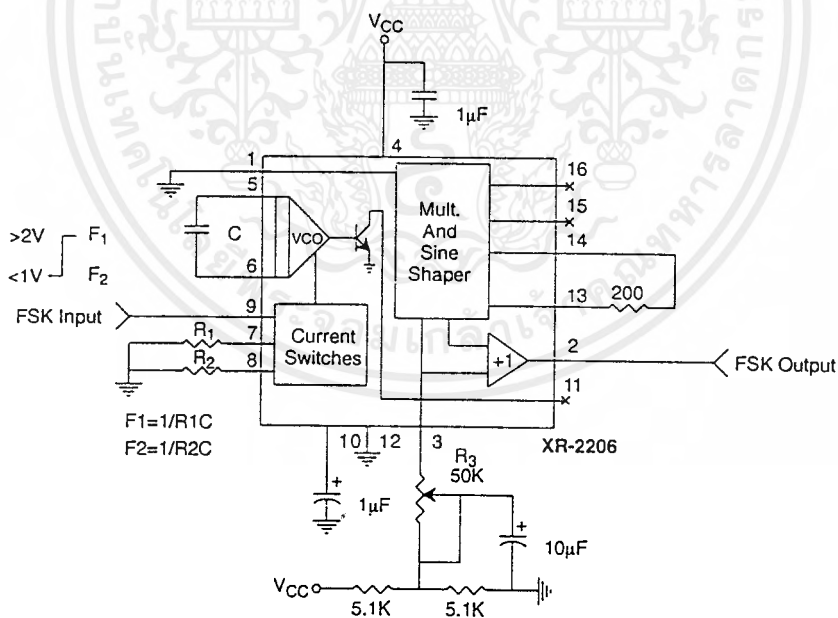 VCC
1μF
1
4
16
5
Mult.
And
Sine
Shaper
15
>2V
F1
C
VCO
14
<1V
F2
6
13
200
FSK Input
9
R1
7
Current
Switches
R2
8
+1
2
FSK Output
11
F1=1/R1C
F2=1/R2C
10
12
3
XR-2206
R3
50K
+
1μF
+
10μF
VCC
5.1K
5.1K